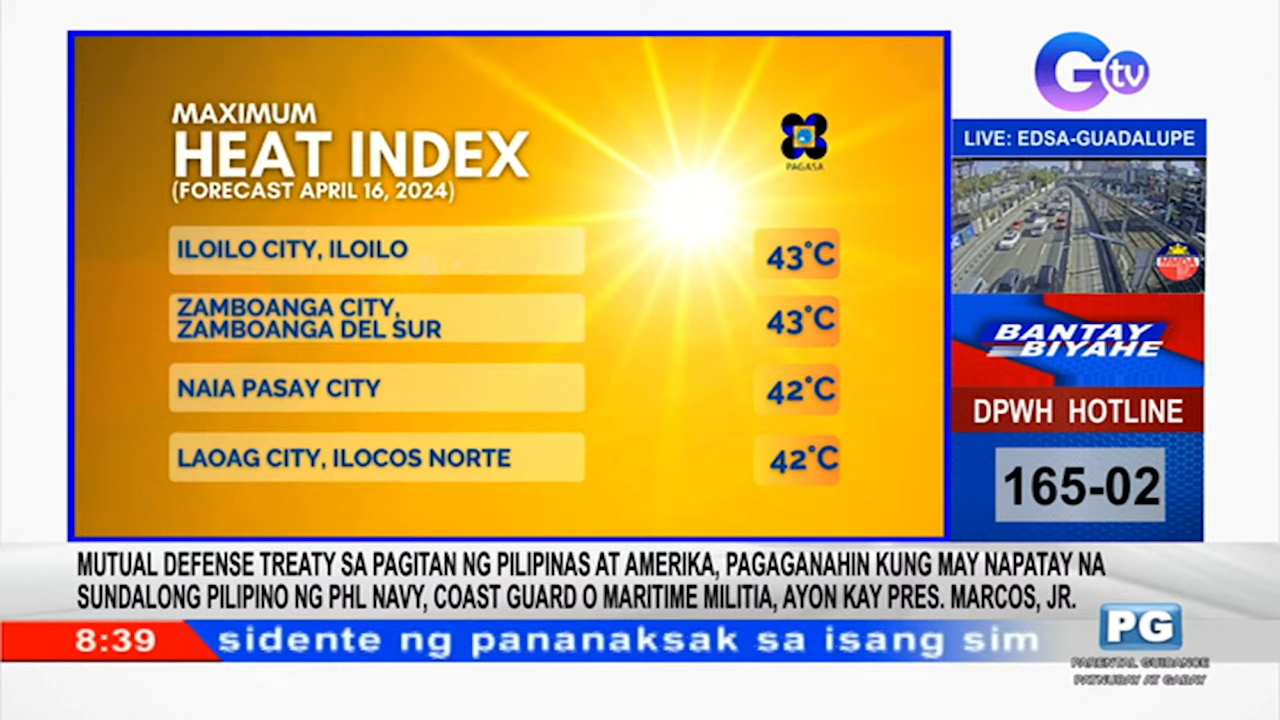 MAXIMUM
HEAT INDEX
(FORECAST APRIL 16, 2024)
PAGASA
ILOILO CITY, ILOILO
43°C
ZAMBOANGA CITY,
ZAMBOANGA DEL SUR
43°C
NAIA PASAY CITY
42°C
LAOAG CITY, ILOCOS NORTE
42°C
Gtv
LIVE: EDSA-GUADALUPE
MMDA
BANTAY
BIYAHE
DPWH HOTLINE
165-02
MUTUAL DEFENSE TREATY SA PAGITAN NG PILIPINAS AT AMERIKA, PAGAGANAHIN KUNG MAY NAPATAY NA
SUNDALONG PILIPINO NG PHL NAVY, COAST GUARD O MARITIME MILITIA, AYON KAY PRES. MARCOS, JR.
8:39
sidente ng pananaksak sa isang sim
PG
PARENTAL GUIDANCE
PATNUBAY AT GABAY